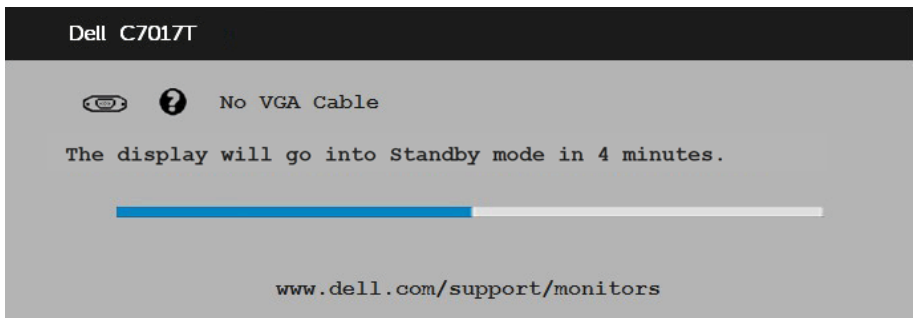 Dell C7017T
No VGA Cable
The display will go into Standby mode in 4 minutes.
www.dell.com/support/monitors